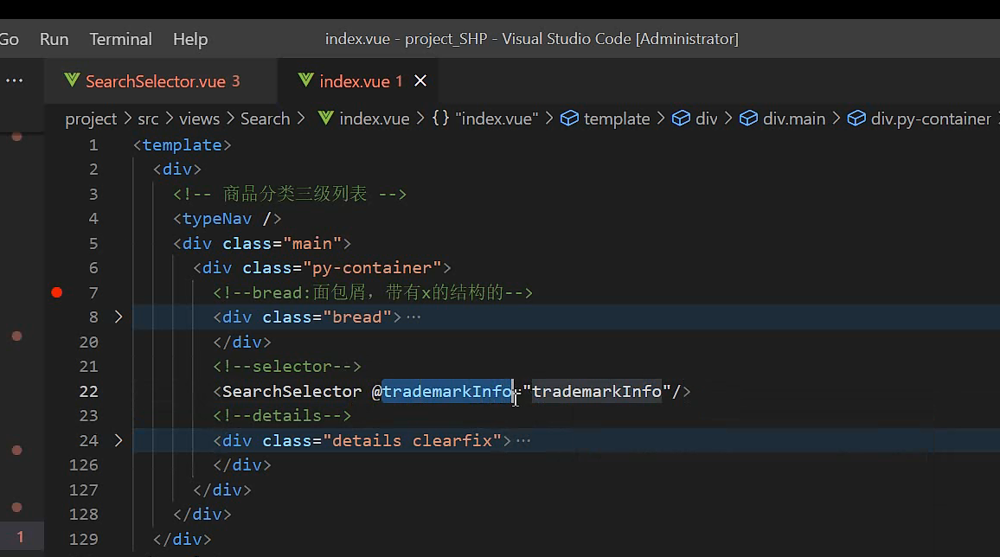 Go Run Terminal Help index.vue - project_SHP - Visual Studio Code [Administrator]
··· SearchSelector.vue 3 index.vue 1
project > src > views > Search > index.vue > {} "index.vue" > template > div > div.main > div.py-container
1 <template>
2 <div>
3 <!-- 商品分类三级列表 -->
4 <typeNav />
5 <div class="main">
6 <div class="py-container">
7 <!--bread:面包屑，带有x的结构的-->
8 <div class="bread">···
20 </div>
21 <!--selector-->
22 <SearchSelector @trademarkInfo="trademarkInfo"/>
23 <!--details-->
24 <div class="details clearfix">···
126 </div>
127 </div>
128 </div>
1
129 </div>